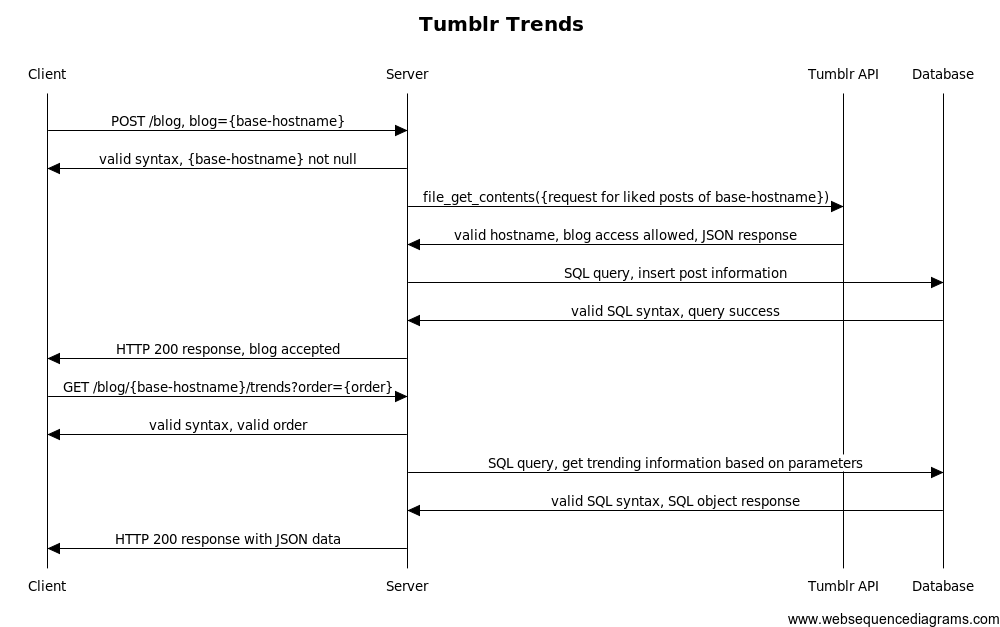 Tumblr Trends
Client Server Tumblr API Database
POST /blog, blog={base-hostname}
valid syntax, {base-hostname} not null
file_get_contents({request for liked posts of base-hostname})
valid hostname, blog access allowed, JSON response
SQL query, insert post information
valid SQL syntax, query success
HTTP 200 response, blog accepted
GET /blog/{base-hostname}/trends?order={order}
valid syntax, valid order
SQL query, get trending information based on parameters
valid SQL syntax, SQL object response
HTTP 200 response with JSON data
Client Server Tumblr API Database
www.websequencediagrams.com